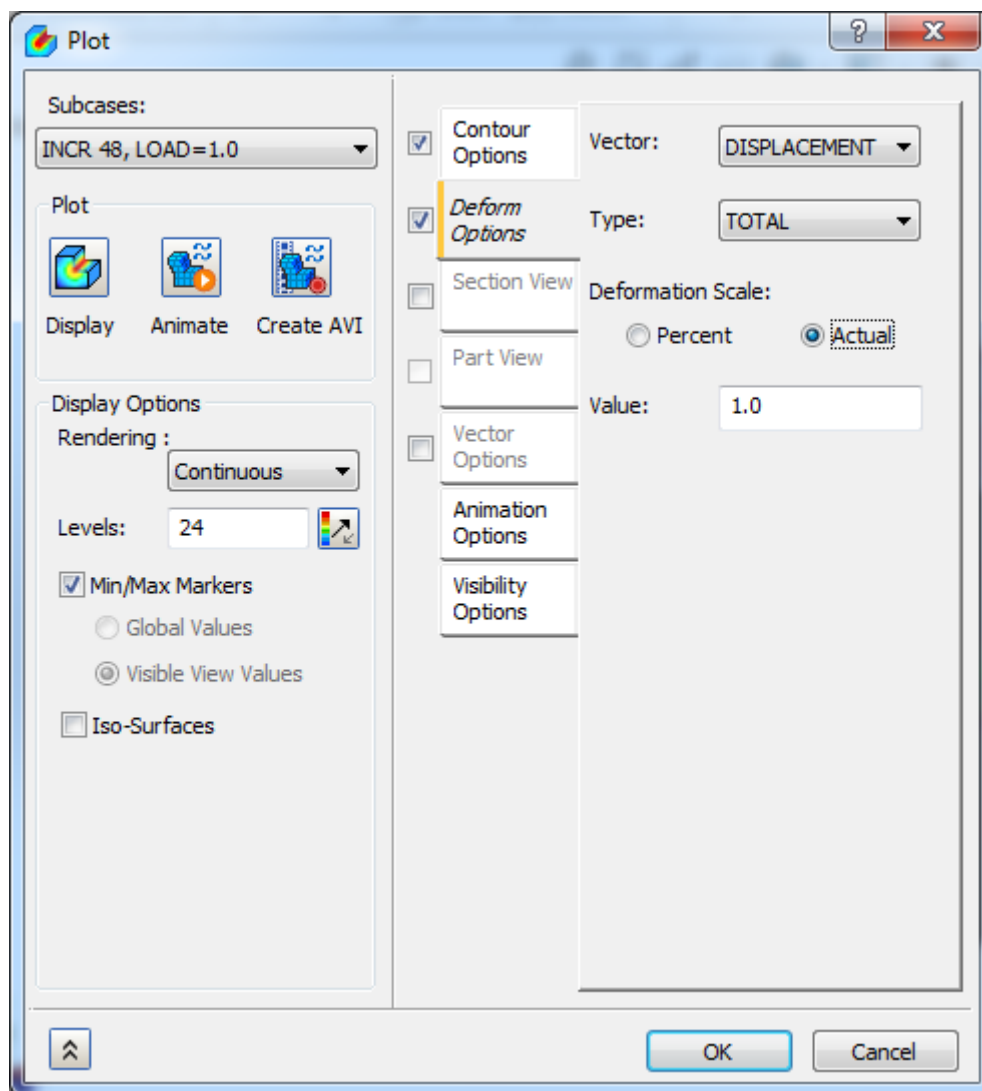 Plot
Subcases:
INCR 48, LOAD=1.0
Plot
Display
Animate
Create AVI
Display Options
Rendering :
Continuous
Levels:
24
Min/Max Markers
Global Values
Visible View Values
Iso-Surfaces
Contour
Options
Deform
Options
Section View
Part View
Vector
Options
Animation
Options
Visibility
Options
Vector:
DISPLACEMENT
Type:
TOTAL
Deformation Scale:
Percent
Actual
Value:
1.0
OK
Cancel